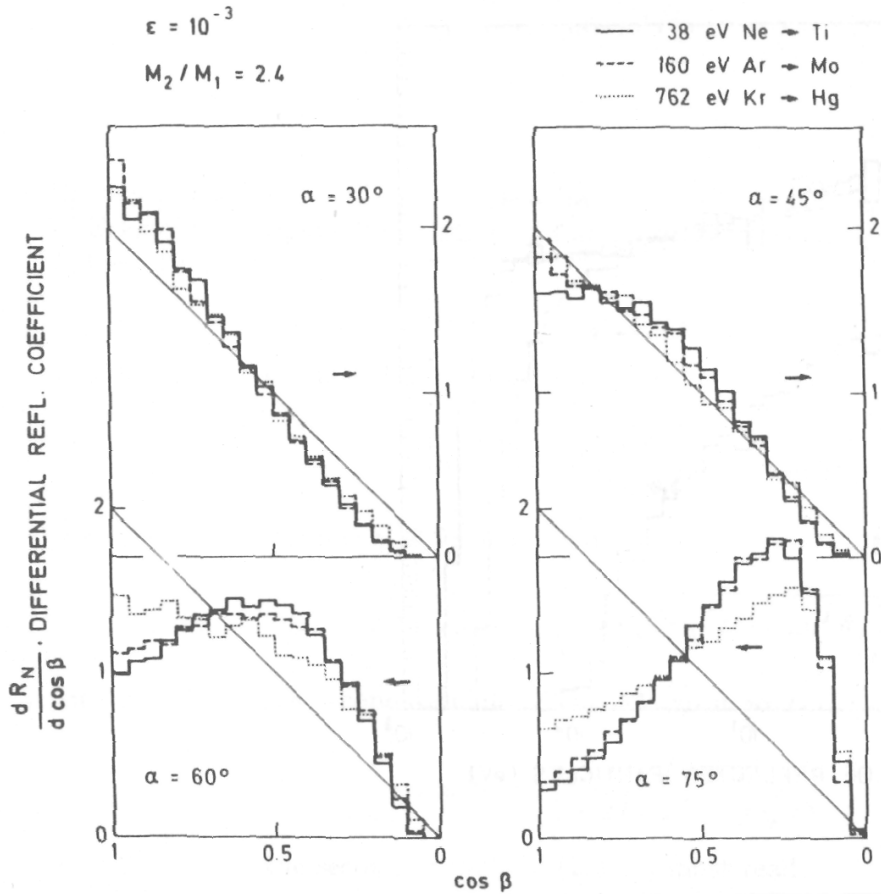 ε = 10⁻³
M₂/M₁ = 2.4
38 eV Ne → Ti
160 eV Ar → Mo
762 eV Kr → Hg
α = 30°
α = 45°
2
2
1
1
2
0
2
0
1
1
α = 60°
α = 75°
0
0
1
0.5
0
1
0.5
0
cos β
dR_N / d cos β · DIFFERENTIAL REFL. COEFFICIENT